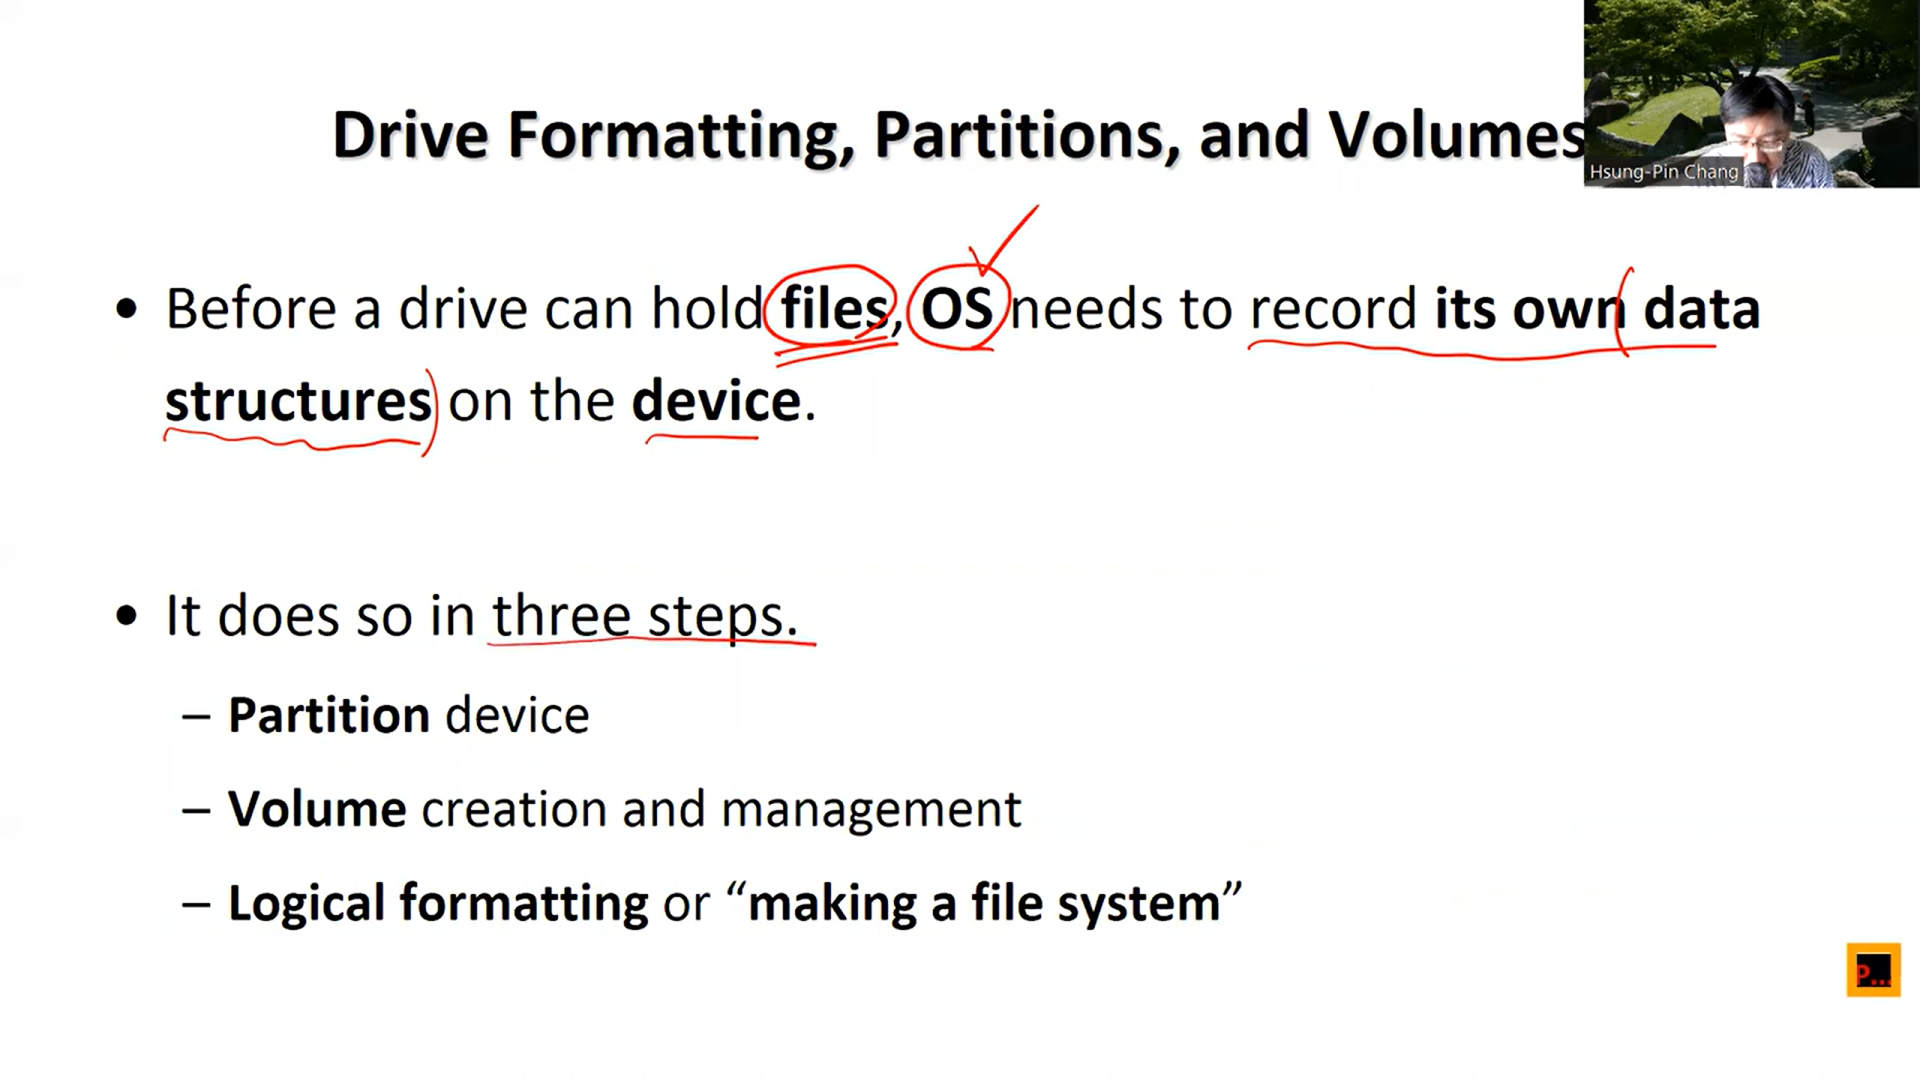 Drive Formatting, Partitions, and Volumes
Hsung-Pin Chang
• Before a drive can hold files, OS needs to record its own data
structures on the device.
• It does so in three steps.
– Partition device
– Volume creation and management
– Logical formatting or “making a file system”
P...